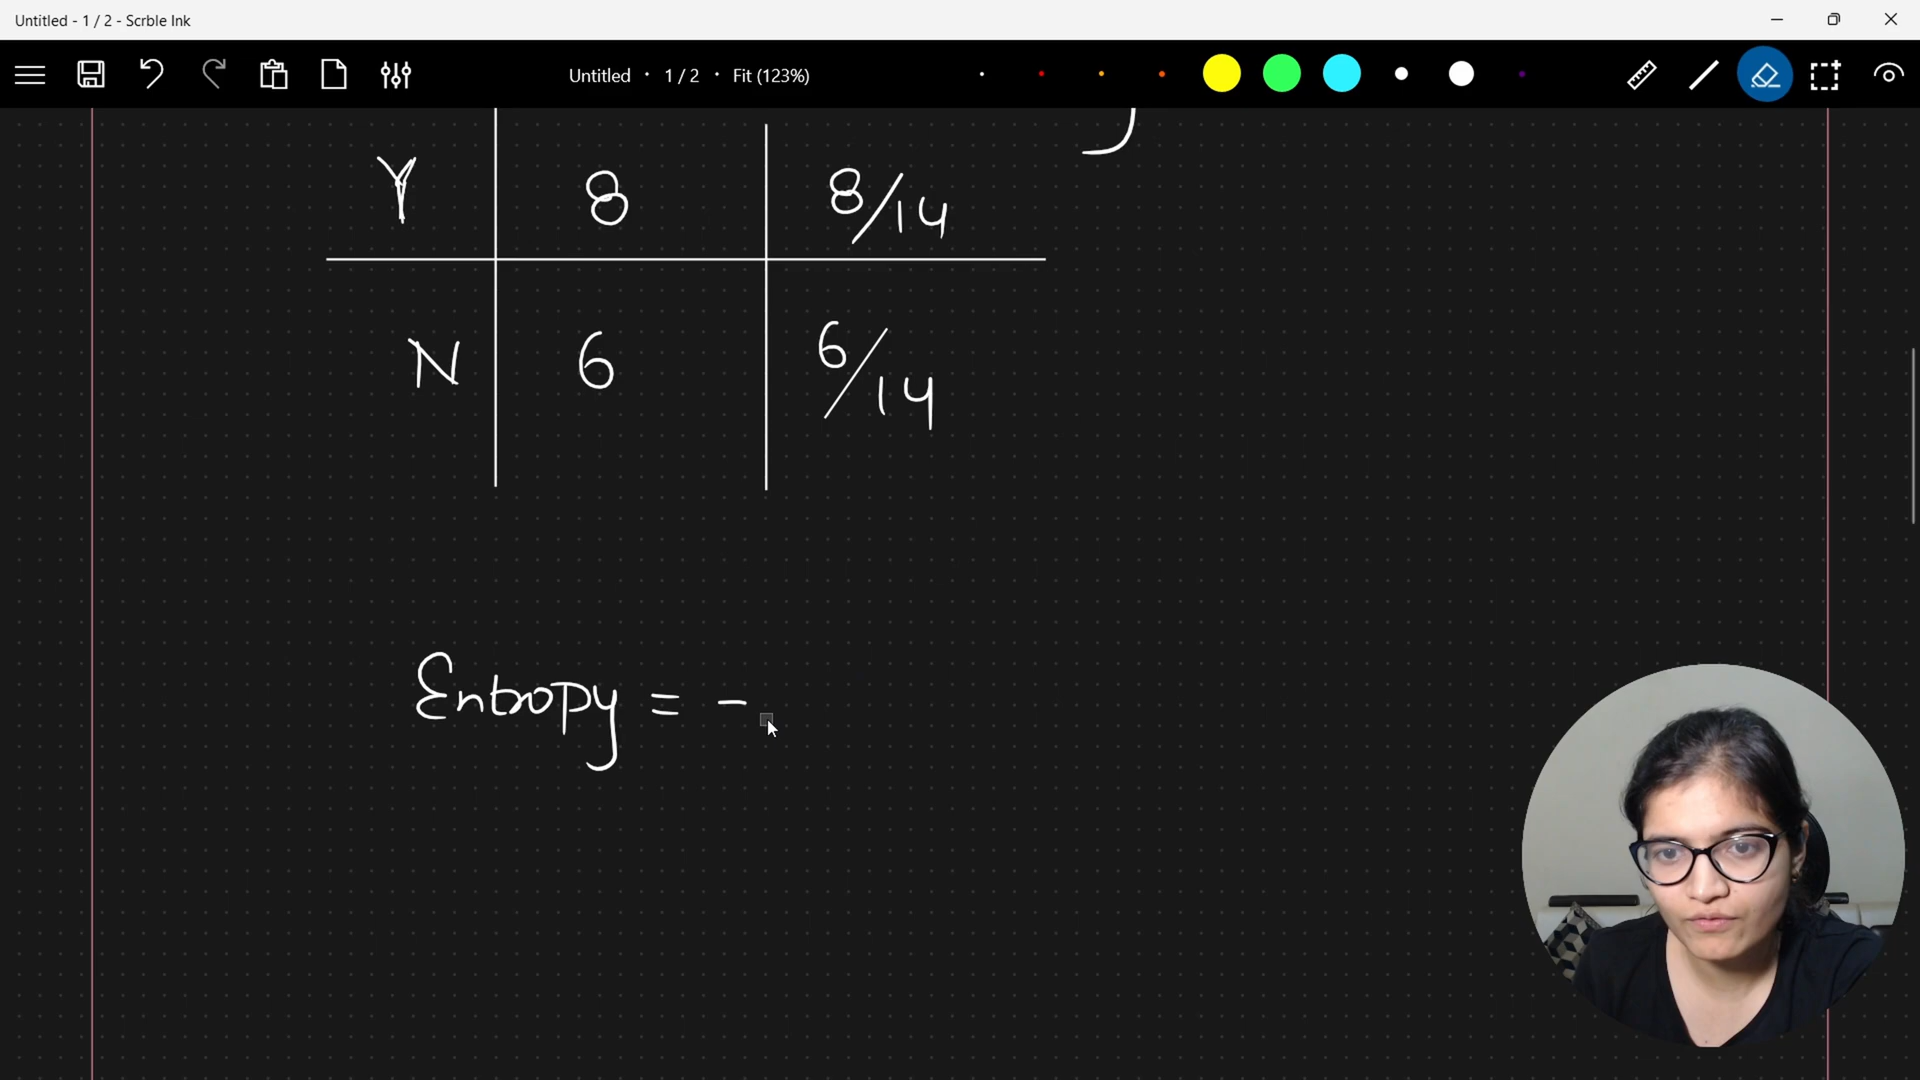 Untitled - 1 / 2 - Scrble Ink
Untitled • 1 / 2 • Fit (123%)
Y 8 8/14
N 6 6/14
Entropy = -